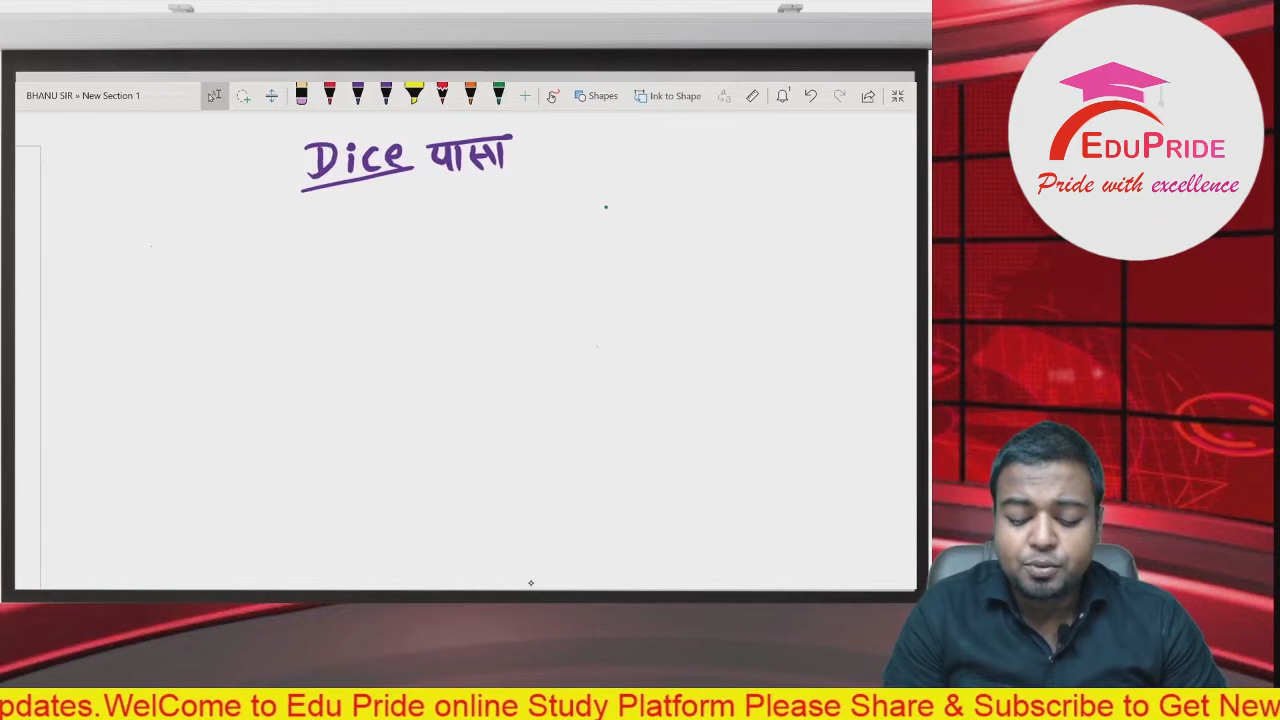 BHANU SIR » New Section 1
Shapes
Ink to Shape
Dice पासा
EDUPRIDE
Pride with excellence
pdates.WelCome to Edu Pride online Study Platform Please Share & Subscribe to Get New